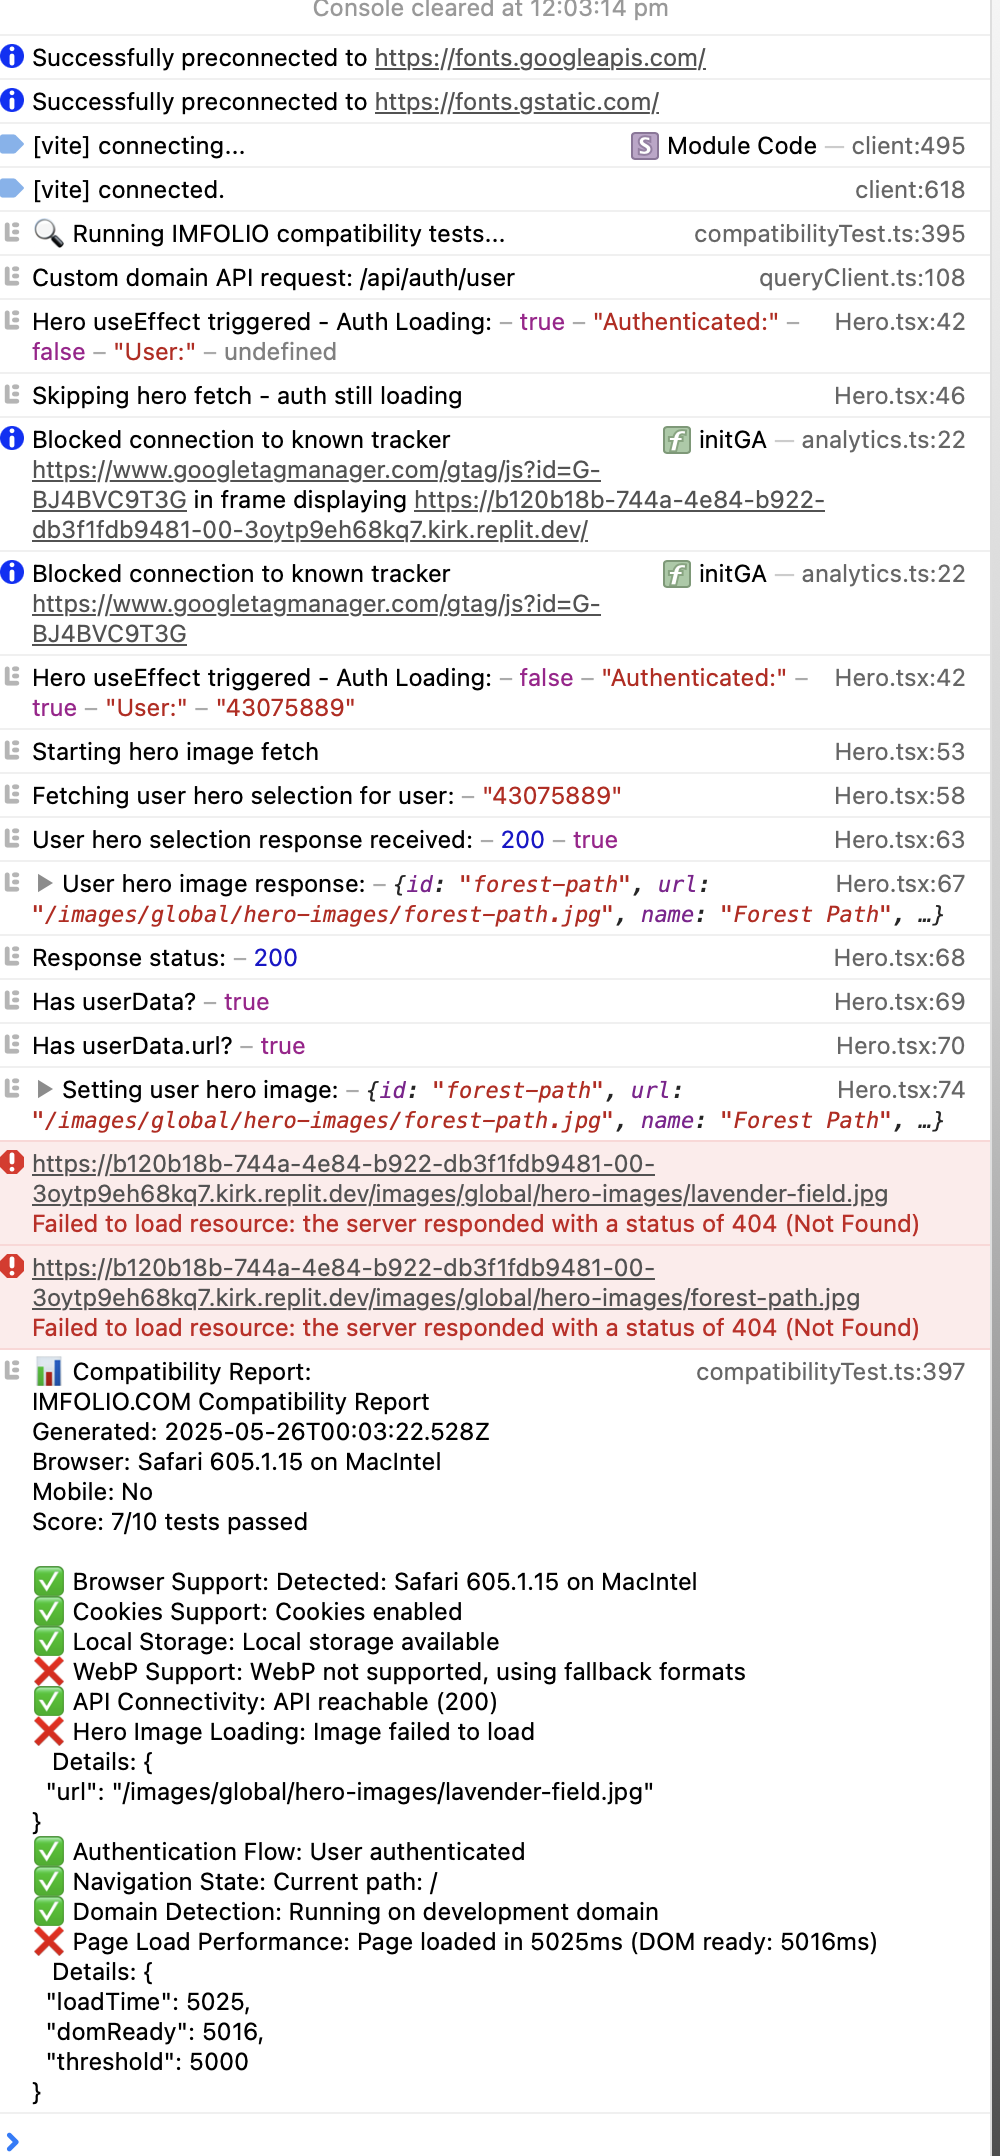 Console cleared at 12:03:14 pm
Successfully preconnected to https://fonts.googleapis.com/
Successfully preconnected to https://fonts.gstatic.com/
[vite] connecting... S Module Code — client:495
[vite] connected. client:618
🔍 Running IMFOLIO compatibility tests... compatibilityTest.ts:395
Custom domain API request: /api/auth/user queryClient.ts:108
Hero useEffect triggered - Auth Loading: – true – "Authenticated:" – Hero.tsx:42
false – "User:" – undefined
Skipping hero fetch - auth still loading Hero.tsx:46
Blocked connection to known tracker f initGA — analytics.ts:22
https://www.googletagmanager.com/gtag/js?id=G-
BJ4BVC9T3G in frame displaying https://b120b18b-744a-4e84-b922-
db3f1fdb9481-00-3oytp9eh68kq7.kirk.replit.dev/
Blocked connection to known tracker f initGA — analytics.ts:22
https://www.googletagmanager.com/gtag/js?id=G-
BJ4BVC9T3G
Hero useEffect triggered - Auth Loading: – false – "Authenticated:" – Hero.tsx:42
true – "User:" – "43075889"
Starting hero image fetch Hero.tsx:53
Fetching user hero selection for user: – "43075889" Hero.tsx:58
User hero selection response received: – 200 – true Hero.tsx:63
▶ User hero image response: – {id: "forest-path", url: Hero.tsx:67
"/images/global/hero-images/forest-path.jpg", name: "Forest Path", …}
Response status: – 200 Hero.tsx:68
Has userData? – true Hero.tsx:69
Has userData.url? – true Hero.tsx:70
▶ Setting user hero image: – {id: "forest-path", url: Hero.tsx:74
"/images/global/hero-images/forest-path.jpg", name: "Forest Path", …}
https://b120b18b-744a-4e84-b922-db3f1fdb9481-00-
3oytp9eh68kq7.kirk.replit.dev/images/global/hero-images/lavender-field.jpg
Failed to load resource: the server responded with a status of 404 (Not Found)
https://b120b18b-744a-4e84-b922-db3f1fdb9481-00-
3oytp9eh68kq7.kirk.replit.dev/images/global/hero-images/forest-path.jpg
Failed to load resource: the server responded with a status of 404 (Not Found)
📊 Compatibility Report: compatibilityTest.ts:397
IMFOLIO.COM Compatibility Report
Generated: 2025-05-26T00:03:22.528Z
Browser: Safari 605.1.15 on MacIntel
Mobile: No
Score: 7/10 tests passed
✅ Browser Support: Detected: Safari 605.1.15 on MacIntel
✅ Cookies Support: Cookies enabled
✅ Local Storage: Local storage available
❌ WebP Support: WebP not supported, using fallback formats
✅ API Connectivity: API reachable (200)
❌ Hero Image Loading: Image failed to load
Details: {
"url": "/images/global/hero-images/lavender-field.jpg"
}
✅ Authentication Flow: User authenticated
✅ Navigation State: Current path: /
✅ Domain Detection: Running on development domain
❌ Page Load Performance: Page loaded in 5025ms (DOM ready: 5016ms)
Details: {
"loadTime": 5025,
"domReady": 5016,
"threshold": 5000
}